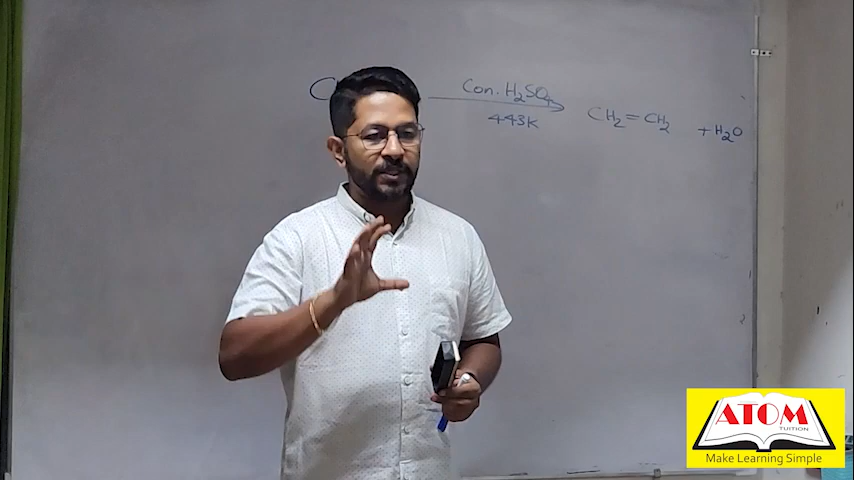 C
Con. H₂SO₄
443K
CH₂=CH₂ + H₂O
ATOM
TUITION
Make Learning Simple